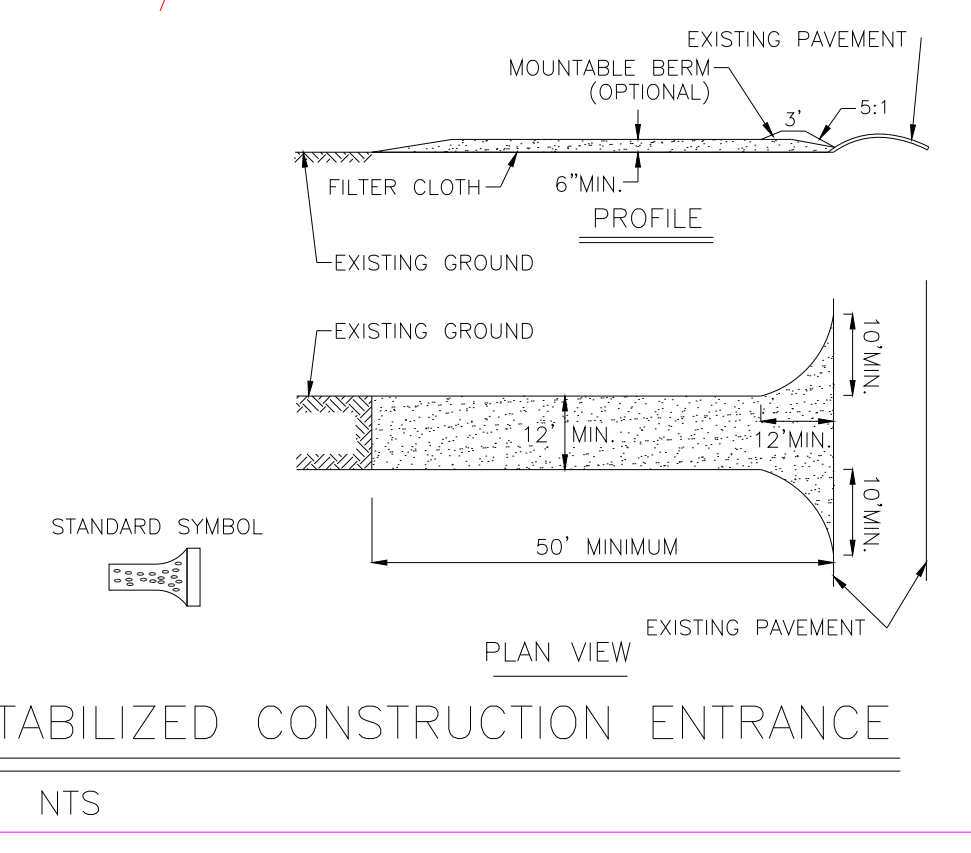 EXISTING PAVEMENT
MOUNTABLE BERM
(OPTIONAL)
3'
5:1
FILTER CLOTH
6"MIN.
PROFILE
EXISTING GROUND
EXISTING GROUND
10'MIN.
12' MIN.
12'MIN.
10'MIN.
STANDARD SYMBOL
50' MINIMUM
EXISTING PAVEMENT
PLAN VIEW
TABILIZED CONSTRUCTION ENTRANCE
NTS